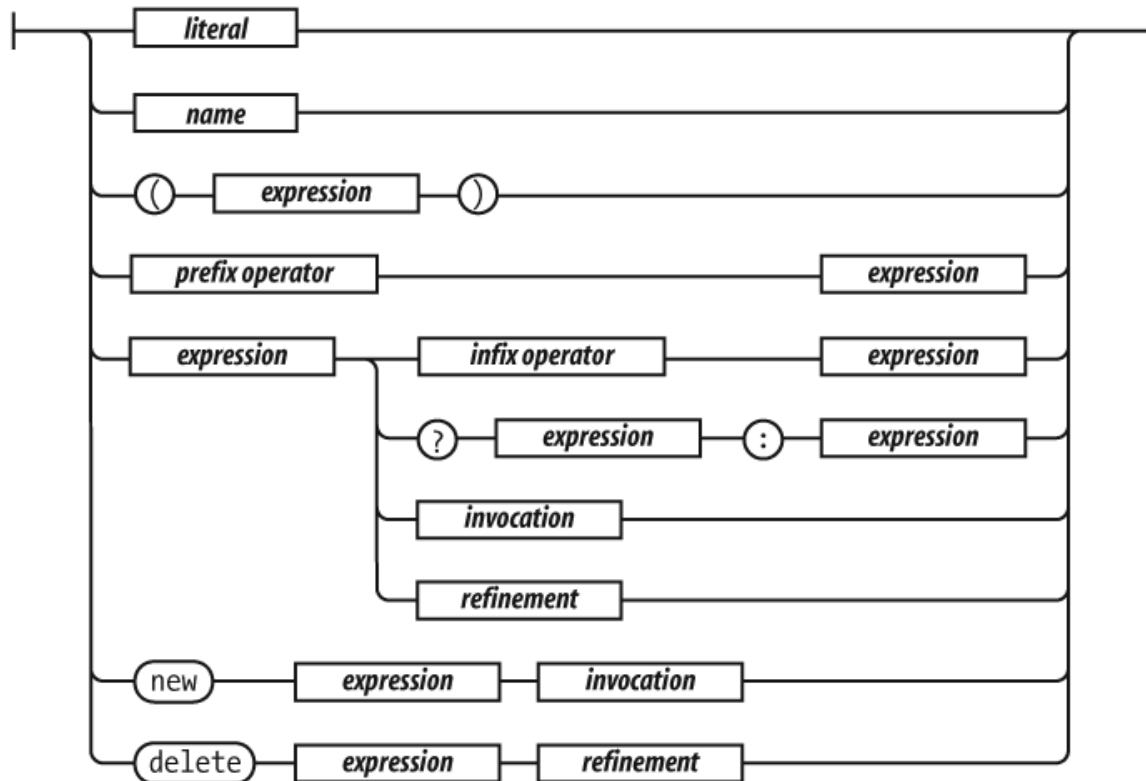 literal
name
( expression )
prefix operator expression
expression infix operator expression
? expression : expression
invocation
refinement
new expression invocation
delete expression refinement